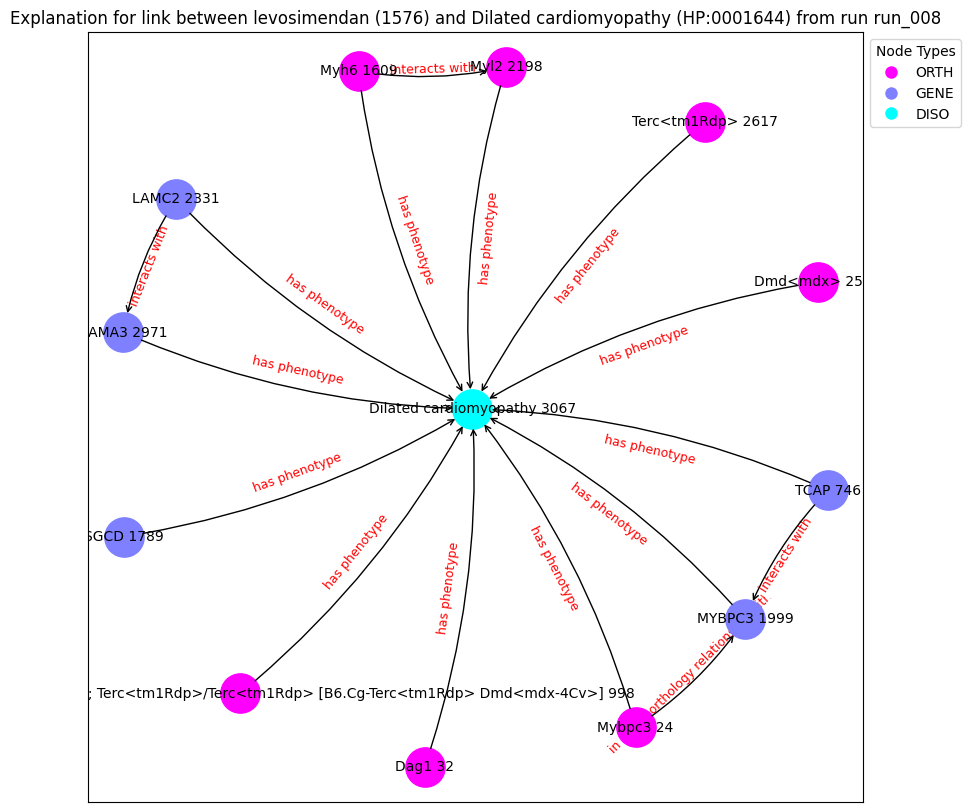 Explanation for link between levosimendan (1576) and Dilated cardiomyopathy (HP:0001644) from run run_008
Node Types
ORTH
GENE
DISO
Myh6 1609
interacts with
Myl2 2198
Terc<tm1Rdp> 2617
LAMC2 2331
has phenotype
has phenotype
has phenotype
interacts with
Dmd<mdx> 25
has phenotype
AMA3 2971
has phenotype
has phenotype
Dilated cardiomyopathy 3067
has phenotype
has phenotype
TCAP 746
has phenotype
SGCD 1789
has phenotype
has phenotype
has phenotype
interacts with
MYBPC3 1999
in
orthology relation
; Terc<tm1Rdp>/Terc<tm1Rdp> [B6.Cg-Terc<tm1Rdp> Dmd<mdx-4Cv>] 998
Mybpc3 24
Dag1 32